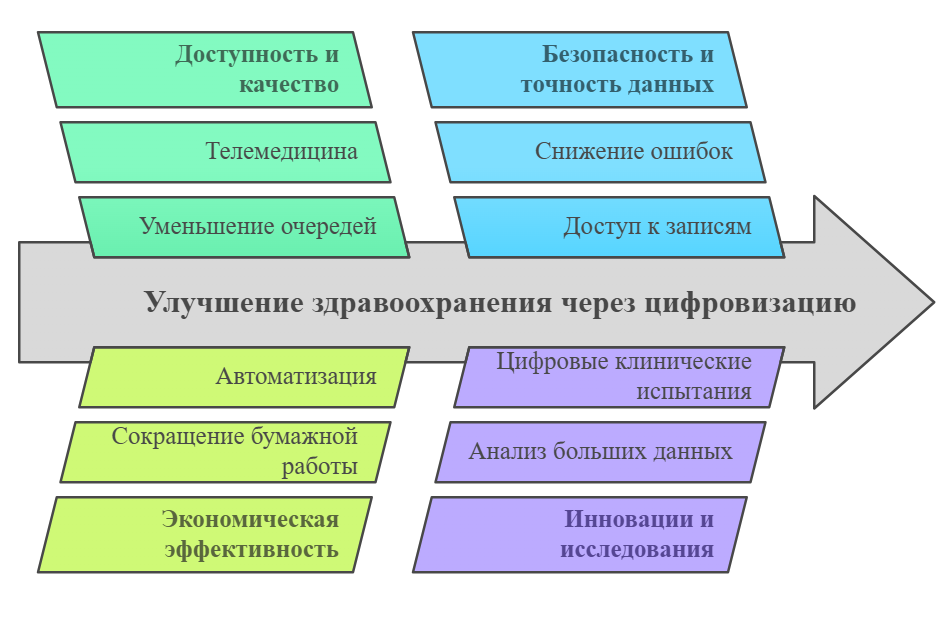 Доступность и
качество
Телемедицина
Уменьшение очередей
Безопасность и
точность данных
Снижение ошибок
Доступ к записям
Улучшение здравоохранения через цифровизацию
Автоматизация
Сокращение бумажной
работы
Экономическая
эффективность
Цифровые клинические
испытания
Анализ больших данных
Инновации и
исследования